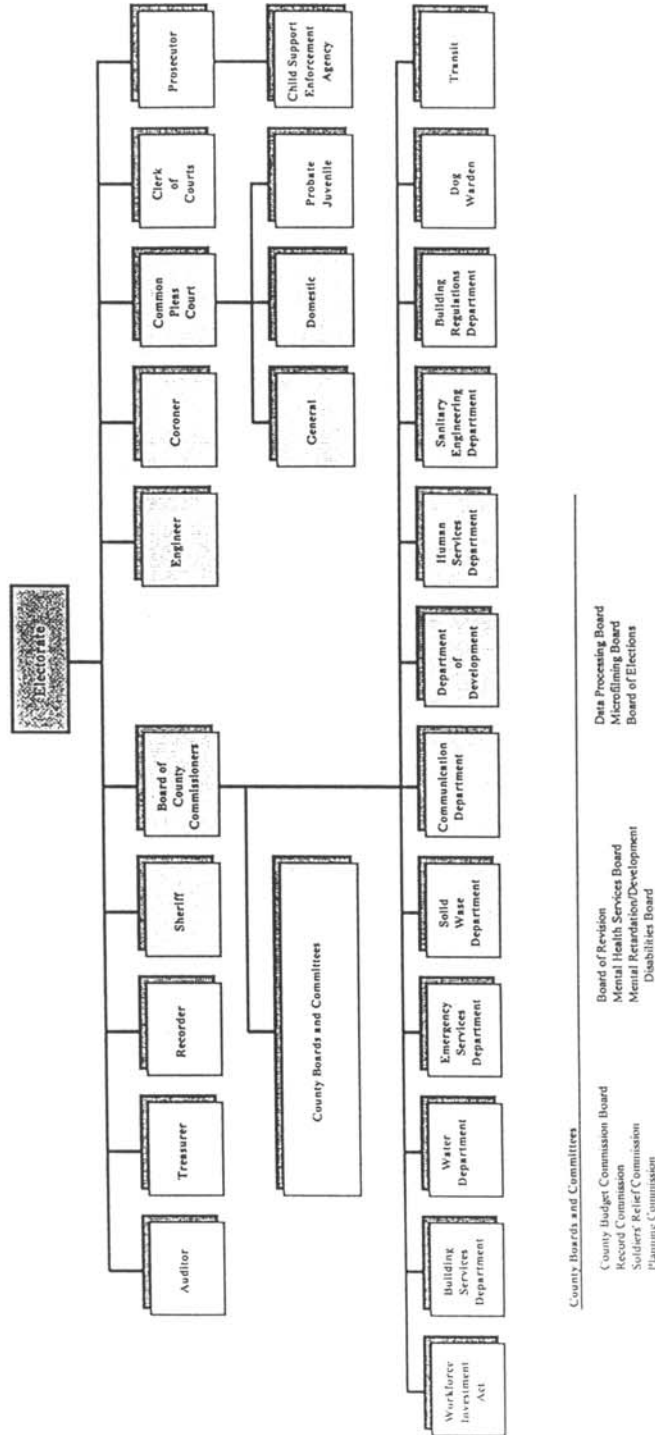 Electorate
Auditor
Treasurer
Recorder
Sheriff
Board of
County
Commissioners
Engineer
Coroner
Common
Pleas
Court
Clerk
of
Courts
Prosecutor
County Boards and Committees
General
Domestic
Probate
Juvenile
Child Support
Enforcement
Agency
Workforce
Investment
Act
Building
Services
Department
Water
Department
Emergency
Services
Department
Solid
Wase
Department
Communication
Department
Department
of
Development
Human
Services
Department
Sanitary
Engineering
Department
Building
Regulations
Department
Dog
Warden
Transit
County Boards and Committees
County Budget Commission Board
Record Commission
Soldiers' Relief Commission
Planning Commission
Board of Revision
Mental Health Services Board
Mental Retardation/Development
Disabilities Board
Data Processing Board
Microfilming Board
Board of Elections